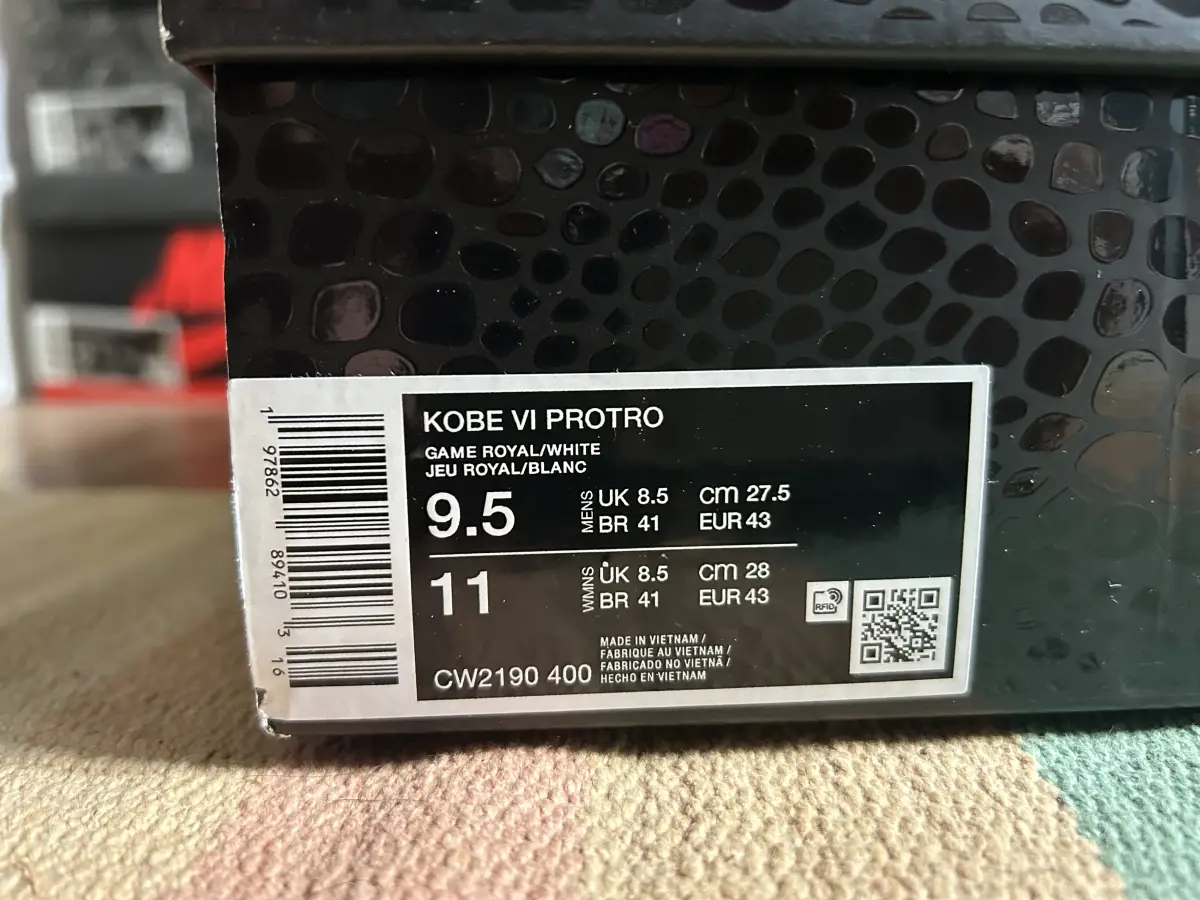 KOBE VI PROTRO
GAME ROYAL/WHITE
JEU ROYAL/BLANC
9.5 MENS UK 8.5 cm 27.5
BR 41 EUR 43
11 WMNS UK 8.5 cm 28
BR 41 EUR 43
RFID
CW2190 400
MADE IN VIETNAM /
FABRIQUE AU VIETNAM /
FABRICADO NO VIETNÃ /
HECHO EN VIETNAM
1 97862 89410 3 16